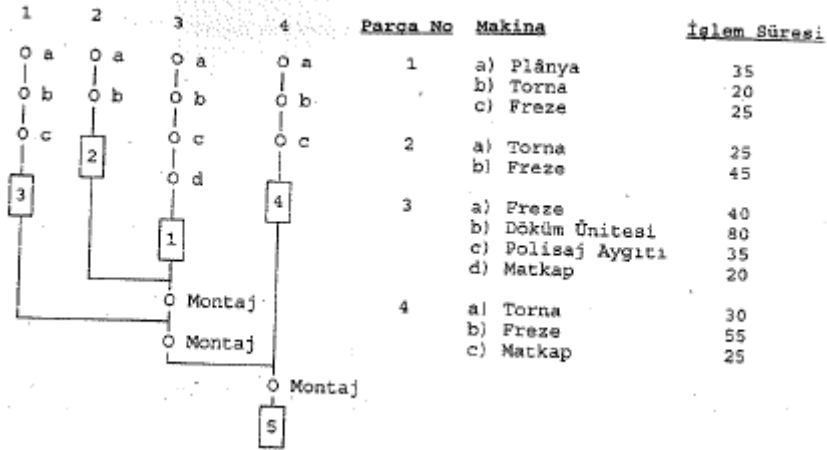 1 2 3 4
a a a a
b b b b
c c c
d
2
3
4
1
Montaj
Montaj
Montaj
5
Parça No Makina İşlem Süresi
1 a) Plânya 35
b) Torna 20
c) Freze 25
2 a) Torna 25
b) Freze 45
3 a) Freze 40
b) Döküm Ünitesi 80
c) Polisaj Aygıtı 35
d) Matkap 20
4 a) Torna 30
b) Freze 55
c) Matkap 25